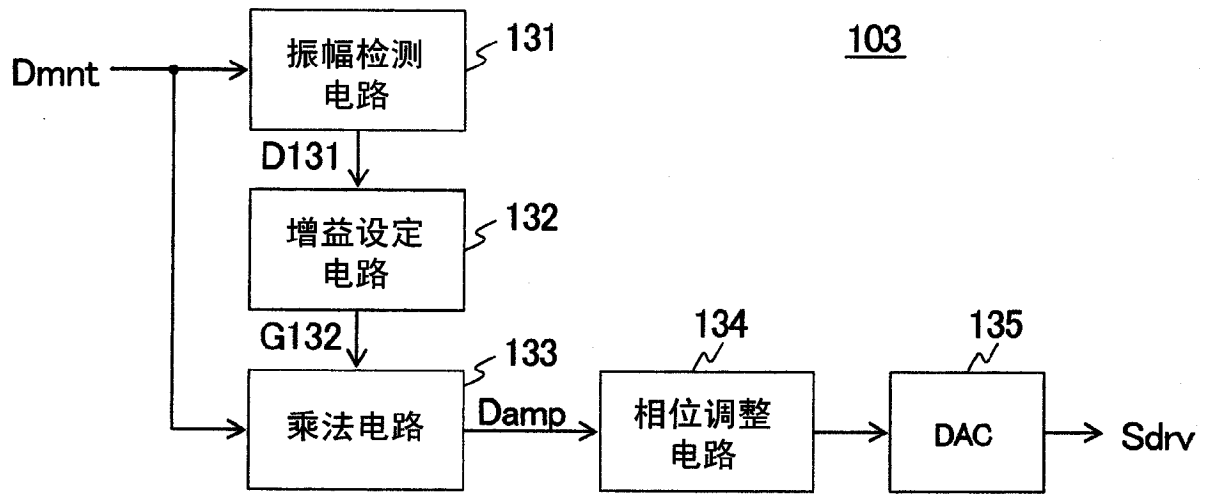 131
103
Dmnt
振幅检测
电路
D131
132
增益设定
电路
G132
133
134
135
乘法电路
Damp
相位调整
电路
DAC
Sdrv